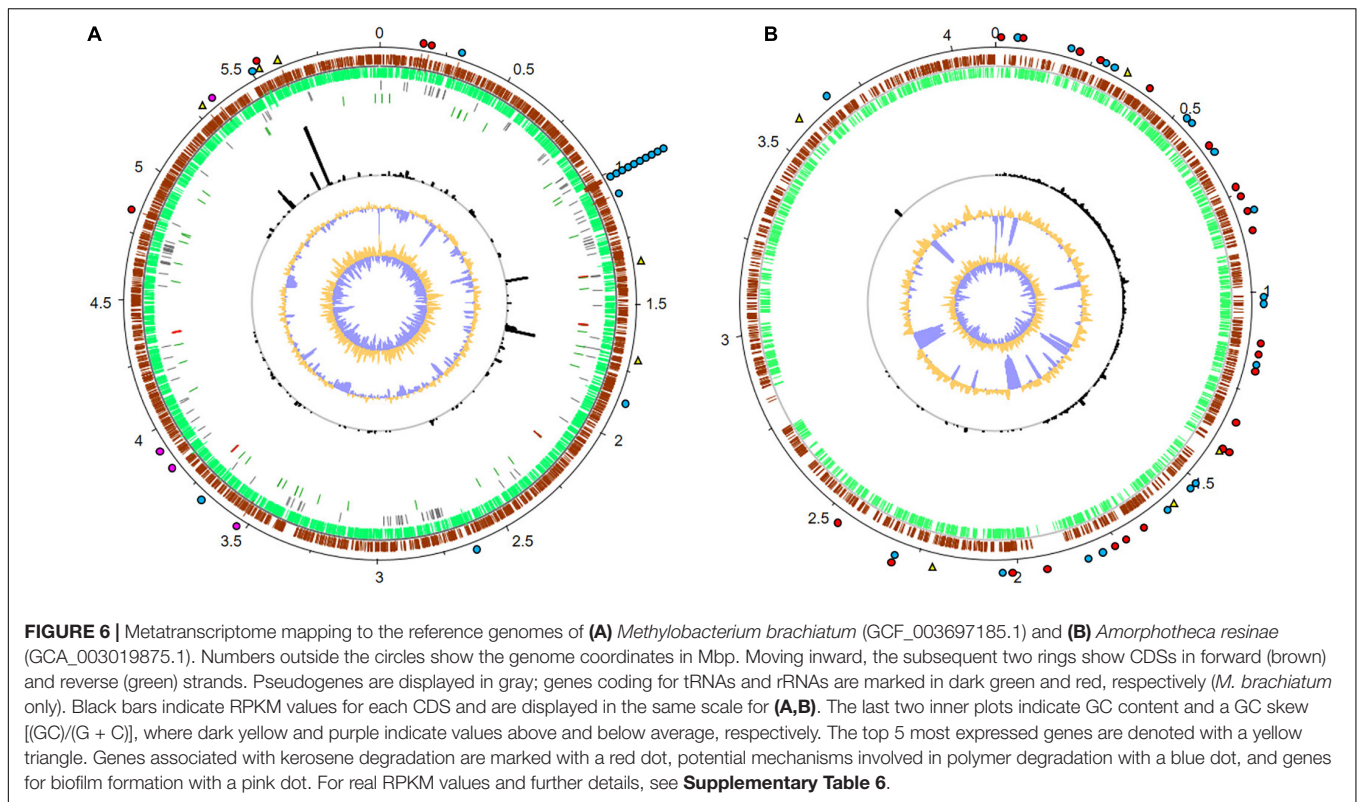 A
B
0
0.5
1
1.5
2
2.5
3
3.5
4
4.5
5
5.5
0
0.5
1
1.5
2
2.5
3
3.5
4
FIGURE 6 | Metatranscriptome mapping to the reference genomes of (A) Methylobacterium brachiatum (GCF_003697185.1) and (B) Amorphotheca resinae
(GCA_003019875.1). Numbers outside the circles show the genome coordinates in Mbp. Moving inward, the subsequent two rings show CDSs in forward (brown)
and reverse (green) strands. Pseudogenes are displayed in gray; genes coding for tRNAs and rRNAs are marked in dark green and red, respectively (M. brachiatum
only). Black bars indicate RPKM values for each CDS and are displayed in the same scale for (A,B). The last two inner plots indicate GC content and a GC skew
[(GC)/(G + C)], where dark yellow and purple indicate values above and below average, respectively. The top 5 most expressed genes are denoted with a yellow
triangle. Genes associated with kerosene degradation are marked with a red dot, potential mechanisms involved in polymer degradation with a blue dot, and genes
for biofilm formation with a pink dot. For real RPKM values and further details, see Supplementary Table 6.